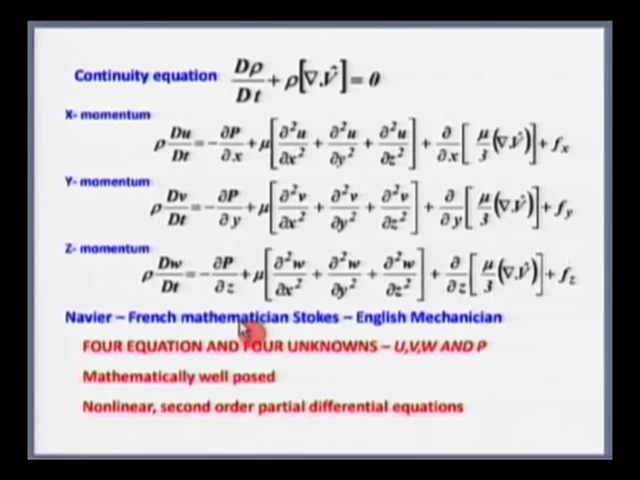 Continuity equation Dρ/Dt + ρ[∇.V̂] = 0
X- momentum
ρ Du/Dt = -∂P/∂x + μ[∂²u/∂x² + ∂²u/∂y² + ∂²u/∂z²] + ∂/∂x[μ/3 (∇.V̂)] + fₓ
Y- momentum
ρ Dv/Dt = -∂P/∂y + μ[∂²v/∂x² + ∂²v/∂y² + ∂²v/∂z²] + ∂/∂y[μ/3 (∇.V̂)] + f_y
Z- momentum
ρ Dw/Dt = -∂P/∂z + μ[∂²w/∂x² + ∂²w/∂y² + ∂²w/∂z²] + ∂/∂z[μ/3 (∇.V̂)] + f_z
Navier – French mathematician Stokes – English Mechanician
FOUR EQUATION AND FOUR UNKNOWNS – U,V,W AND P
Mathematically well posed
Nonlinear, second order partial differential equations